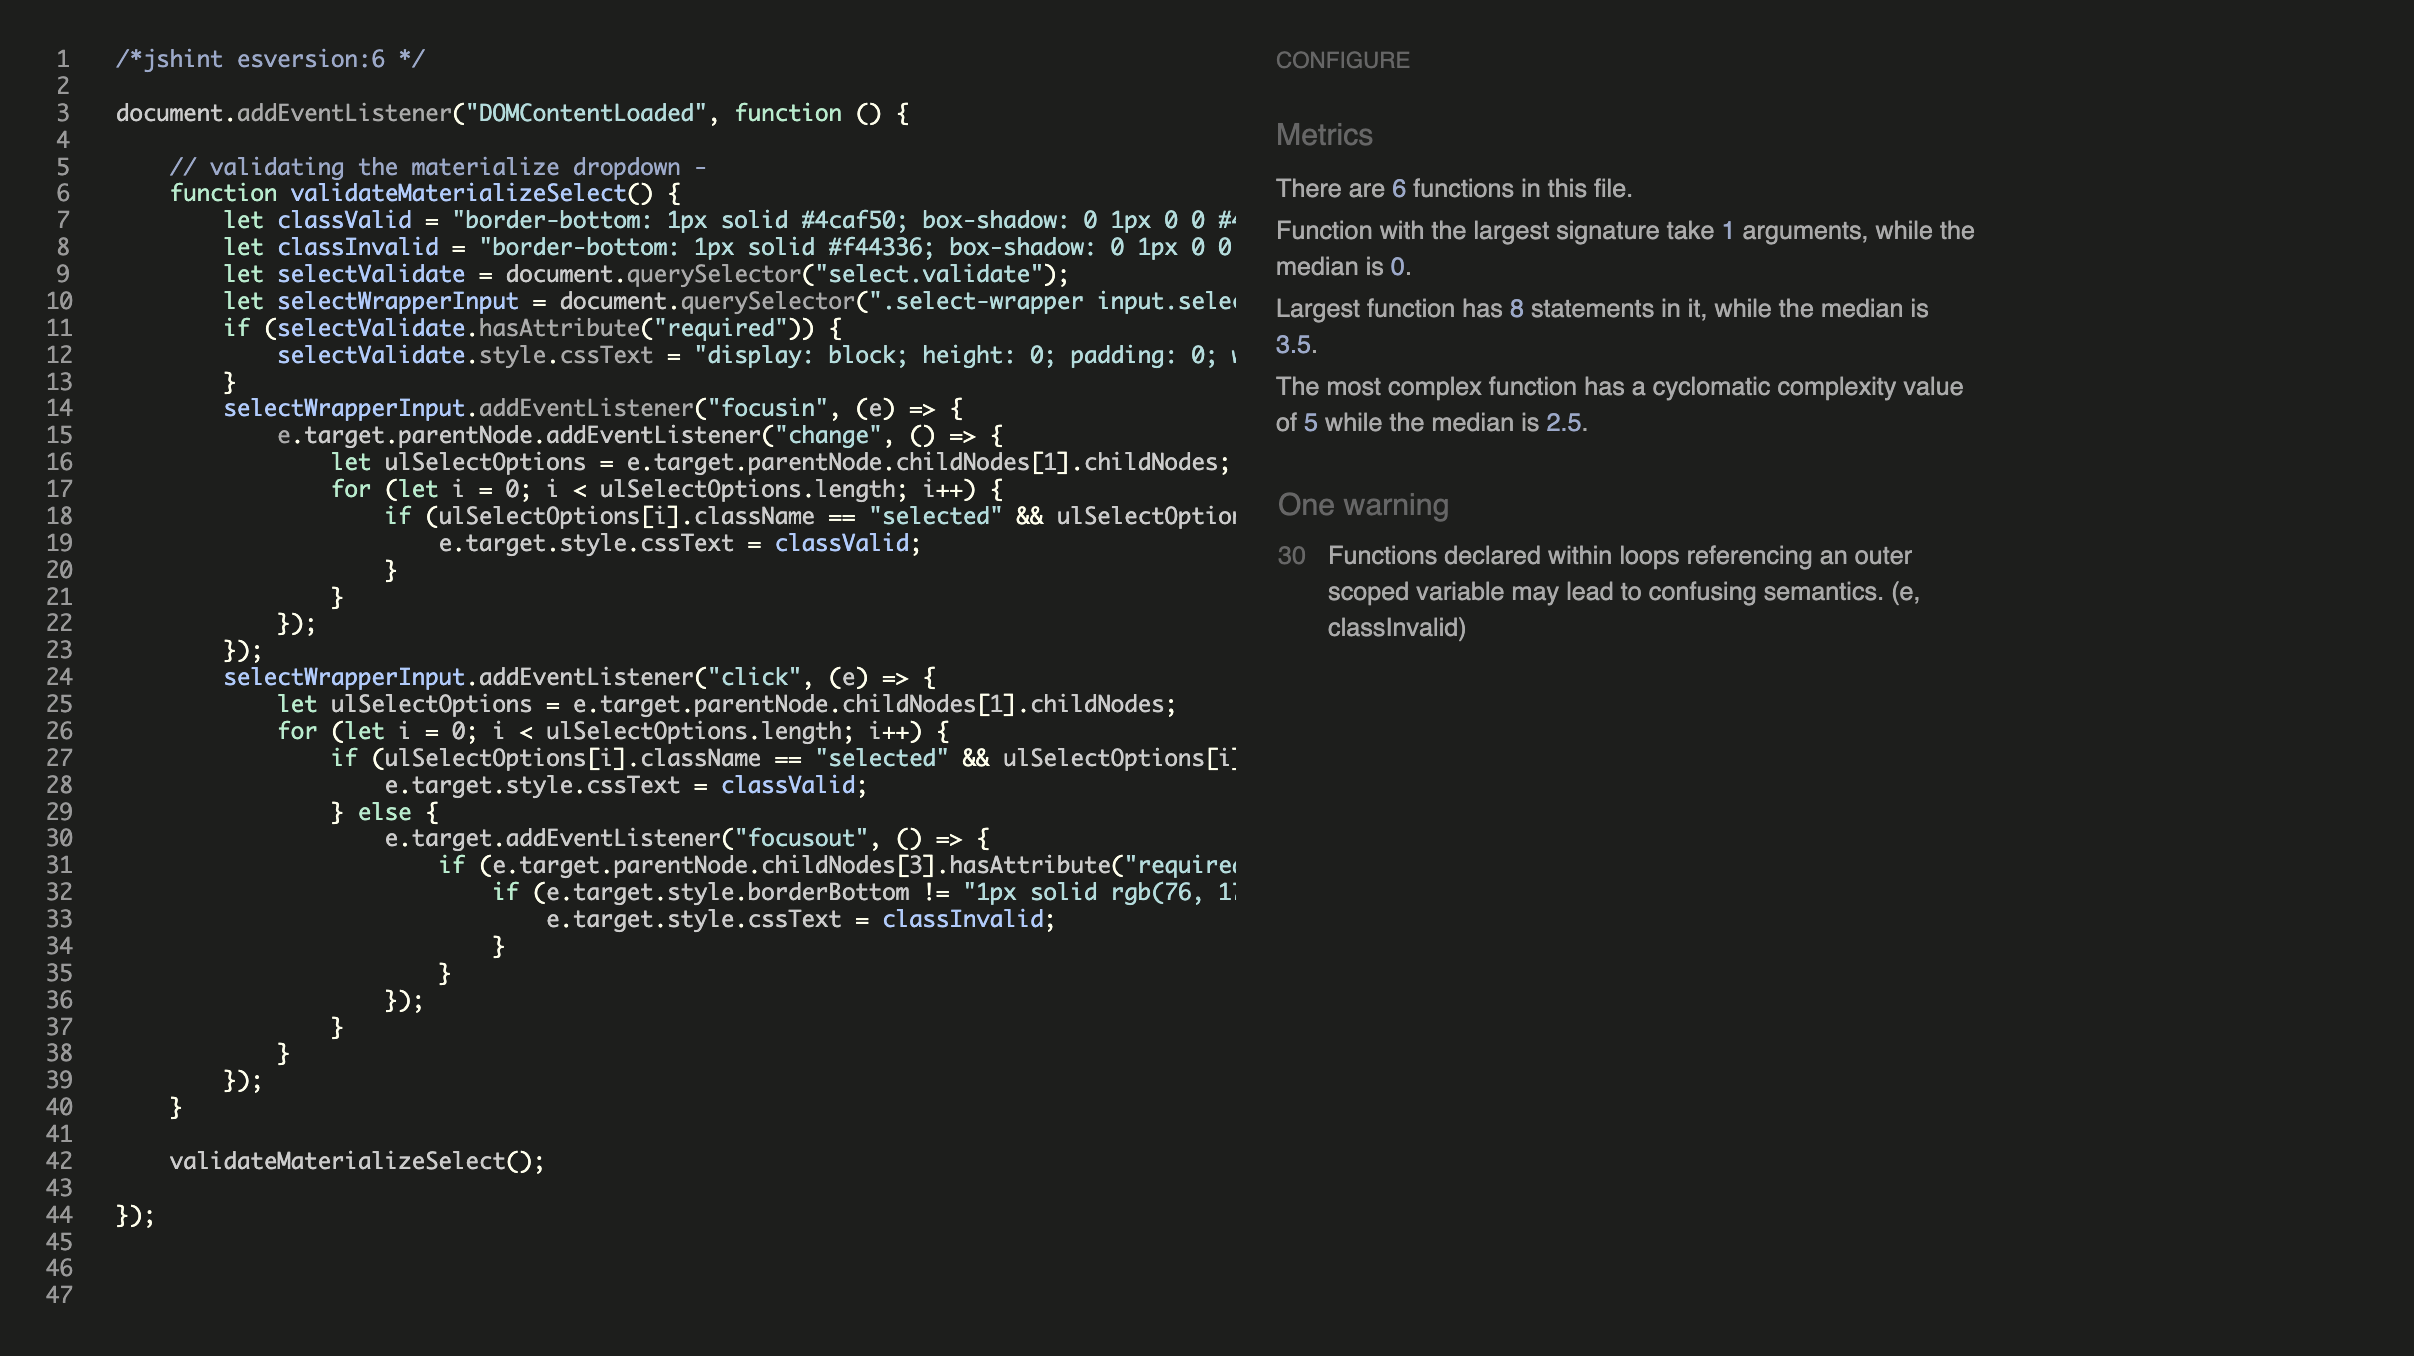 1 /*jshint esversion:6 */
2
3 document.addEventListener("DOMContentLoaded", function () {
4
5 // validating the materialize dropdown -
6 function validateMaterializeSelect() {
7 let classValid = "border-bottom: 1px solid #4caf50; box-shadow: 0 1px 0 0
8 let classInvalid = "border-bottom: 1px solid #f44336; box-shadow: 0 1px 0 0
9 let selectValidate = document.querySelector("select.validate");
10 let selectWrapperInput = document.querySelector(".select-wrapper
11 if (selectValidate.hasAttribute("required")) {
12 selectValidate.style.cssText = "display: block; height: 0; padding: 0;
13 }
14 selectWrapperInput.addEventListener("focusin", (e) => {
15 e.target.parentNode.addEventListener("change", () => {
16 let ulSelectOptions = e.target.parentNode.childNodes[1].childNodes;
17 for (let i = 0; i < ulSelectOptions.length; i++) {
18 if (ulSelectOptions[i].className == "selected" &&
19 e.target.style.cssText = classValid;
20 }
21 }
22 });
23 });
24 selectWrapperInput.addEventListener("click", (e) => {
25 let ulSelectOptions = e.target.parentNode.childNodes[1].childNodes;
26 for (let i = 0; i < ulSelectOptions.length; i++) {
27 if (ulSelectOptions[i].className == "selected" && ulSelectOptions[i]
28 e.target.style.cssText = classValid;
29 } else {
30 e.target.addEventListener("focusout", () => {
31 if (e.target.parentNode.childNodes[3].hasAttribute("require
32 if (e.target.style.borderBottom != "1px solid rgb(76,
33 e.target.style.cssText = classInvalid;
34 }
35 }
36 });
37 }
38 }
39 });
40 }
41
42 validateMaterializeSelect();
43
44 });
45
46
47
CONFIGURE
Metrics
There are 6 functions in this file.
Function with the largest signature take 1 arguments, while the
median is 0.
Largest function has 8 statements in it, while the median is
3.5.
The most complex function has a cyclomatic complexity value
of 5 while the median is 2.5.
One warning
30 Functions declared within loops referencing an outer
scoped variable may lead to confusing semantics. (e,
classInvalid)